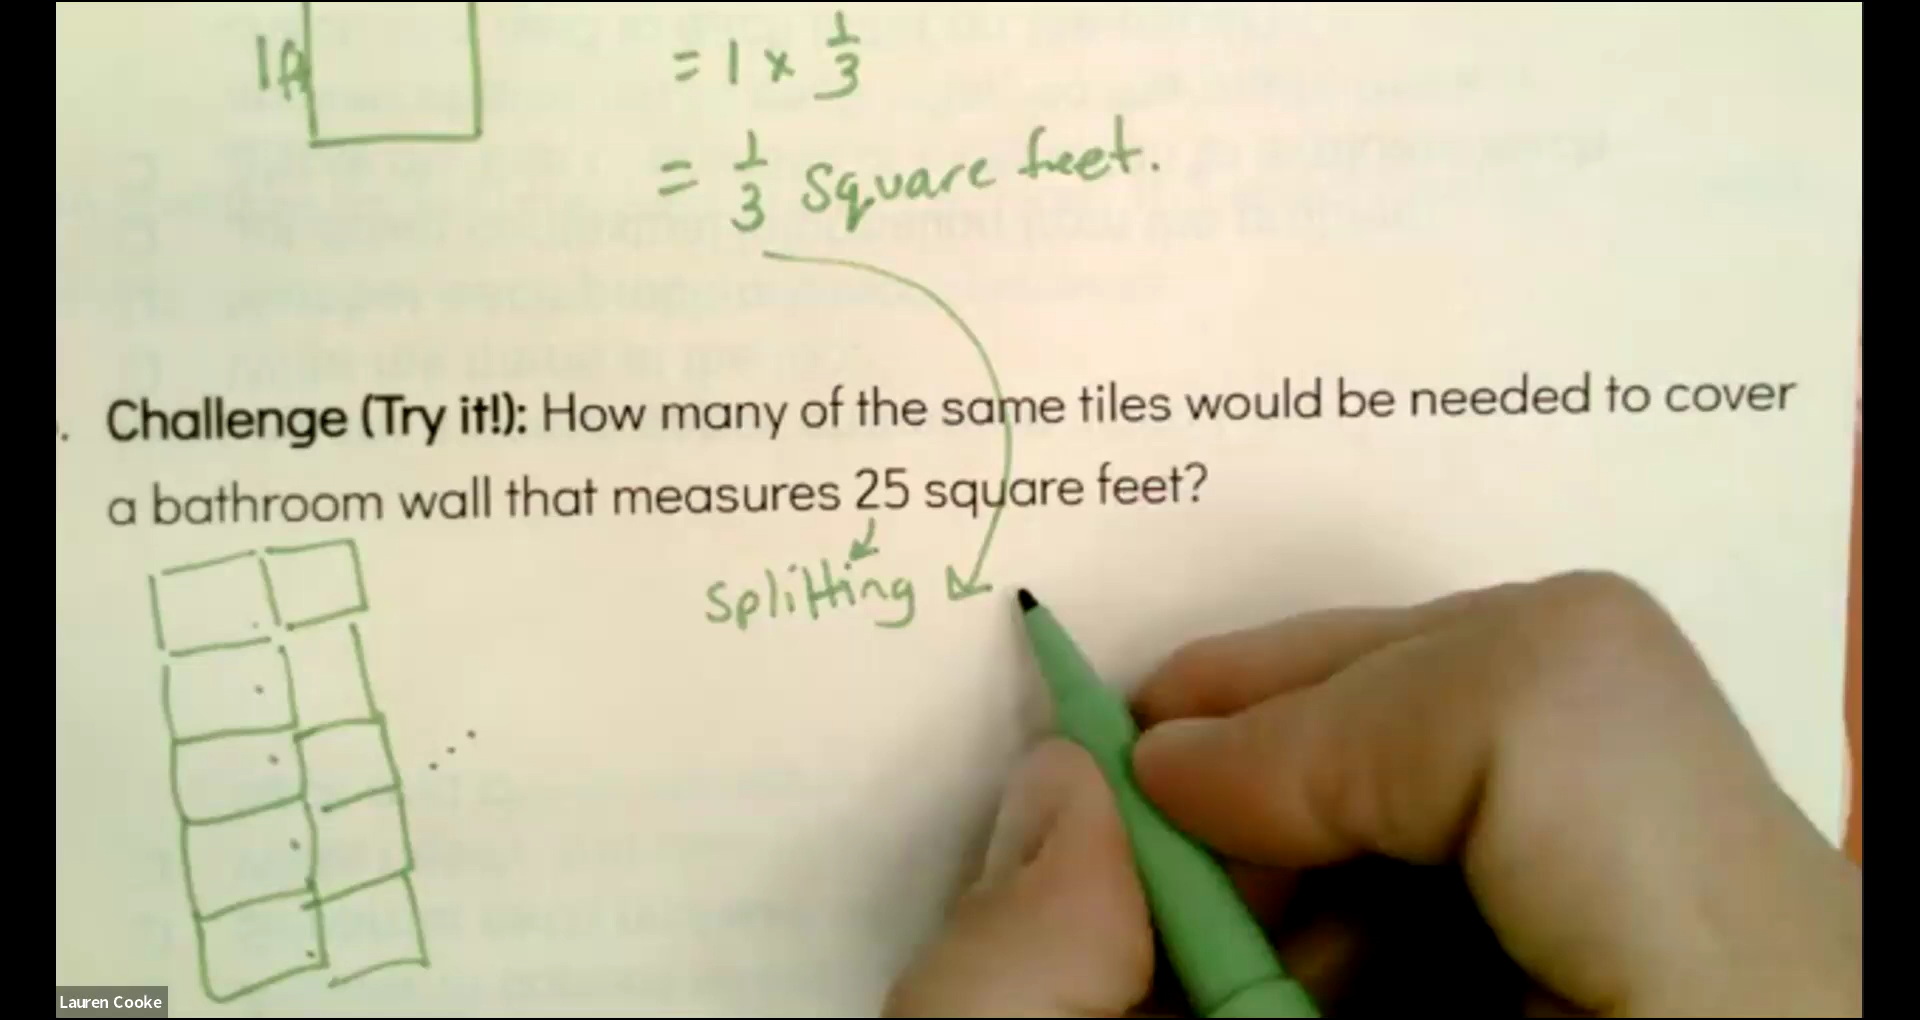 1ft
= 1 × 1/3
= 1/3 square feet.
. Challenge (Try it!): How many of the same tiles would be needed to cover
a bathroom wall that measures 25 square feet?
splitting
Lauren Cooke